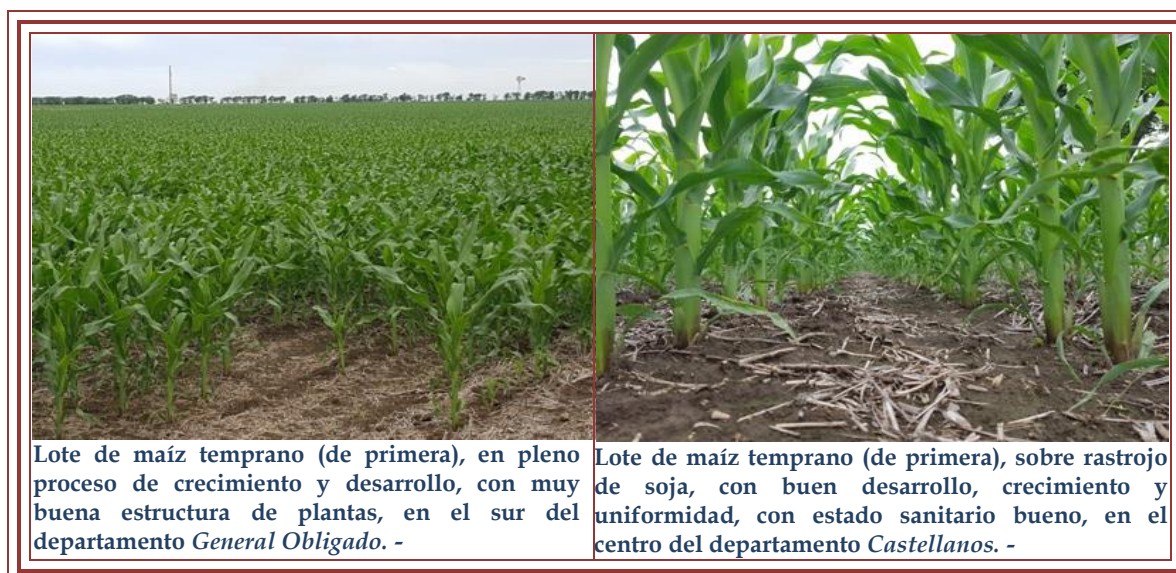 Lote de maíz temprano (de primera), en pleno
proceso de crecimiento y desarrollo, con muy
buena estructura de plantas, en el sur del
departamento General Obligado. -
Lote de maíz temprano (de primera), sobre rastrojo
de soja, con buen desarrollo, crecimiento y
uniformidad, con estado sanitario bueno, en el
centro del departamento Castellanos. -